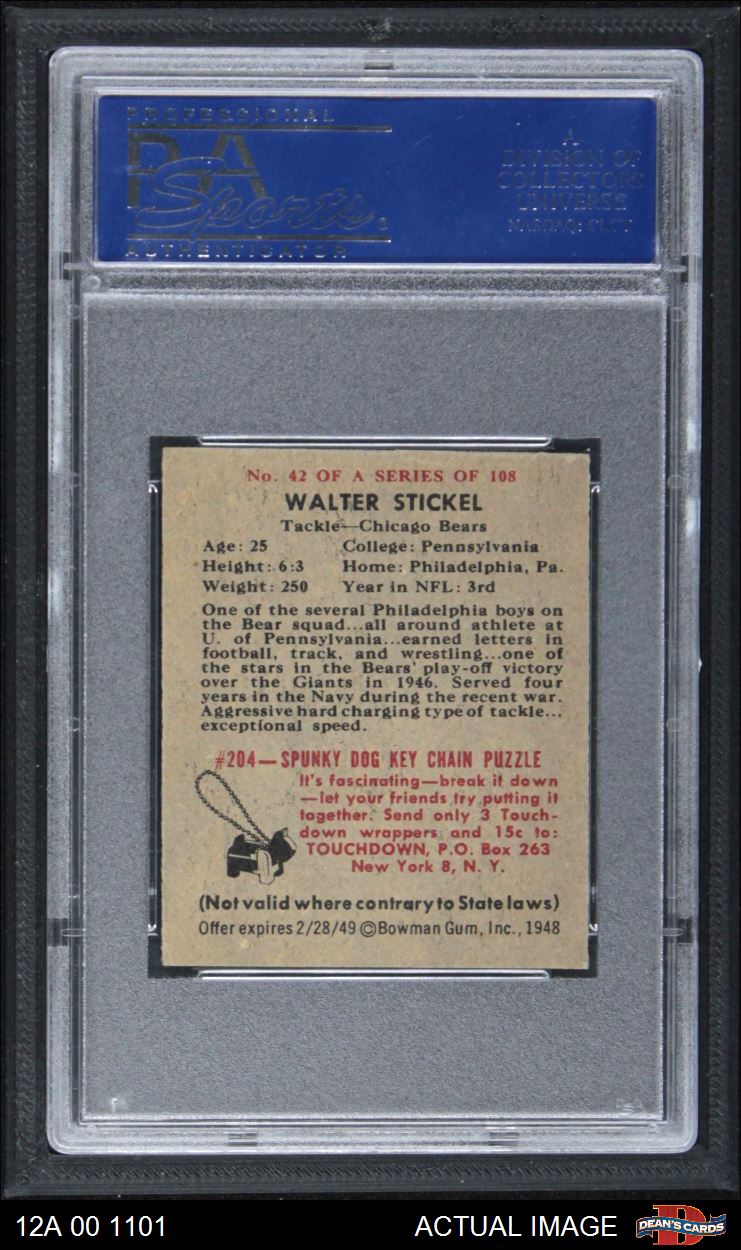 PROFESSIONAL
PSA
Sports ®
AUTHENTICATOR
A
DIVISION OF
COLLECTORS
UNIVERSE
NASDAQ: CLCT
No. 42 OF A SERIES OF 108
WALTER STICKEL
Tackle—Chicago Bears
Age: 25 College: Pennsylvania
Height: 6:3 Home: Philadelphia, Pa.
Weight: 250 Year in NFL: 3rd
One of the several Philadelphia boys on
the Bear squad...all around athlete at
U. of Pennsylvania...earned letters in
football, track, and wrestling...one of
the stars in the Bears' play-off victory
over the Giants in 1946. Served four
years in the Navy during the recent war.
Aggressive hard charging type of tackle...
exceptional speed.
#204—SPUNKY DOG KEY CHAIN PUZZLE
It's fascinating—break it down
—let your friends try putting it
together. Send only 3 Touch-
down wrappers and 15c to:
TOUCHDOWN, P.O. Box 263
New York 8, N. Y.
(Not valid where contrary to State laws)
Offer expires 2/28/49 ©Bowman Gum, Inc., 1948
12A 00 1101 ACTUAL IMAGE DEAN'S CARDS